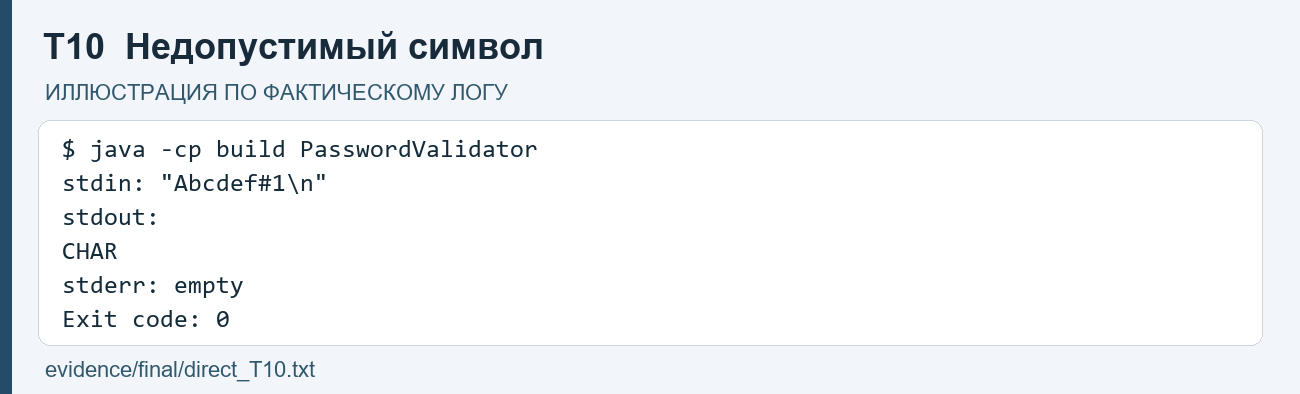 T10 Недопустимый символ
ИЛЛЮСТРАЦИЯ ПО ФАКТИЧЕСКОМУ ЛОГУ
$ java -cp build PasswordValidator
stdin: "Abcdef#1\n"
stdout:
CHAR
stderr: empty
Exit code: 0
evidence/final/direct_T10.txt